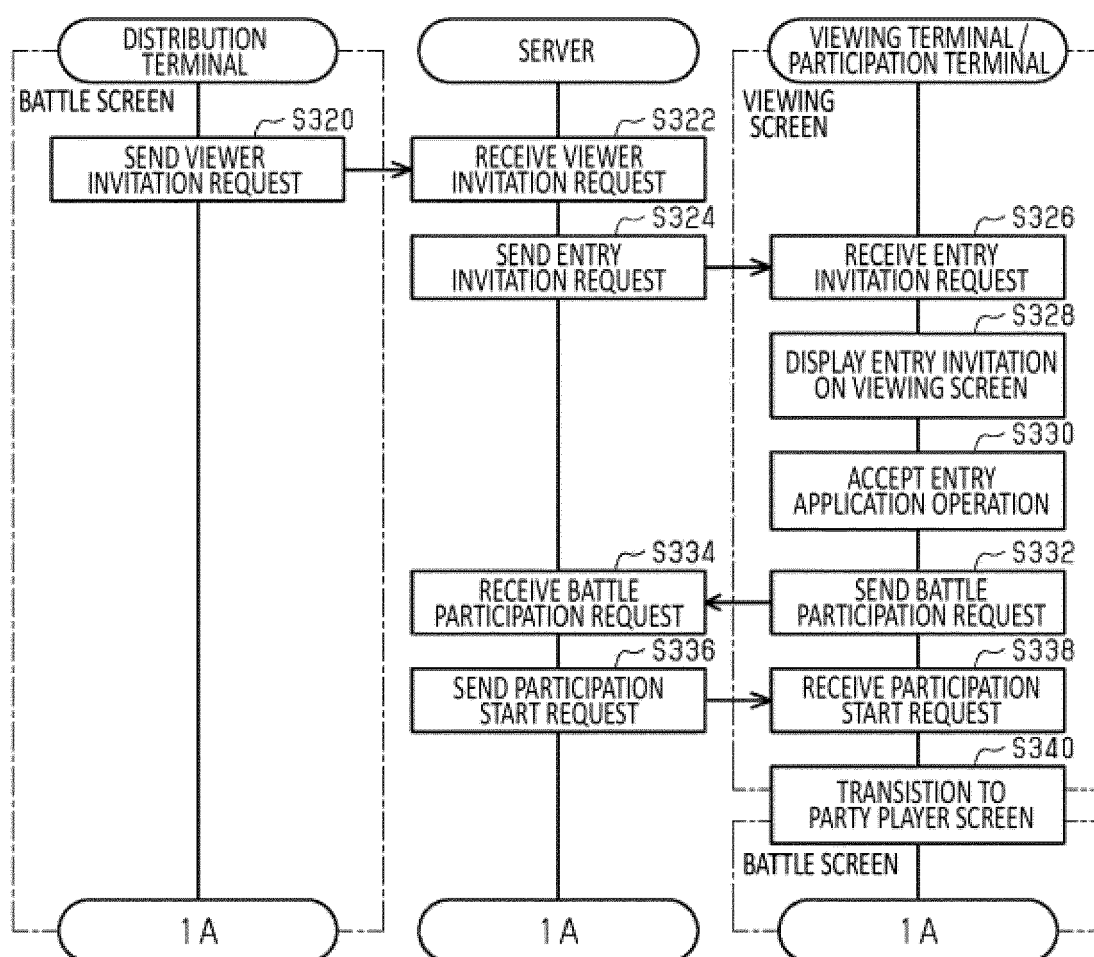 DISTRIBUTION
TERMINAL
SERVER
VIEWING TERMINAL /
PARTICIPATION TERMINAL
BATTLE SCREEN
VIEWING
SCREEN
S320
SEND VIEWER
INVITATION REQUEST
S322
RECEIVE VIEWER
INVITATION REQUEST
S324
SEND ENTRY
INVITATION REQUEST
S326
RECEIVE ENTRY
INVITATION REQUEST
S328
DISPLAY ENTRY INVITATION
ON VIEWING SCREEN
S330
ACCEPT ENTRY
APPLICATION OPERATION
S334
RECEIVE BATTLE
PARTICIPATION REQUEST
S332
SEND BATTLE
PARTICIPATION REQUEST
S336
SEND PARTICIPATION
START REQUEST
S338
RECEIVE PARTICIPATION
START REQUEST
S340
TRANSISTION TO
PARTY PLAYER SCREEN
BATTLE SCREEN
1A
1A
1A